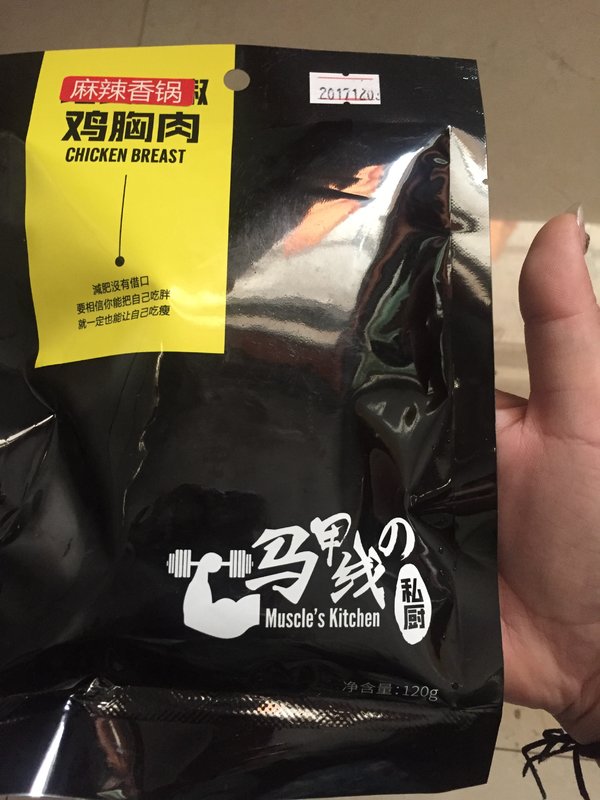 麻辣香锅
鸡胸肉
CHICKEN BREAST
2017120
減肥没有借口
要相信你能把自己吃胖
就一定也能让自己吃瘦
马甲线の
私厨
Muscle's Kitchen
净含量:120g